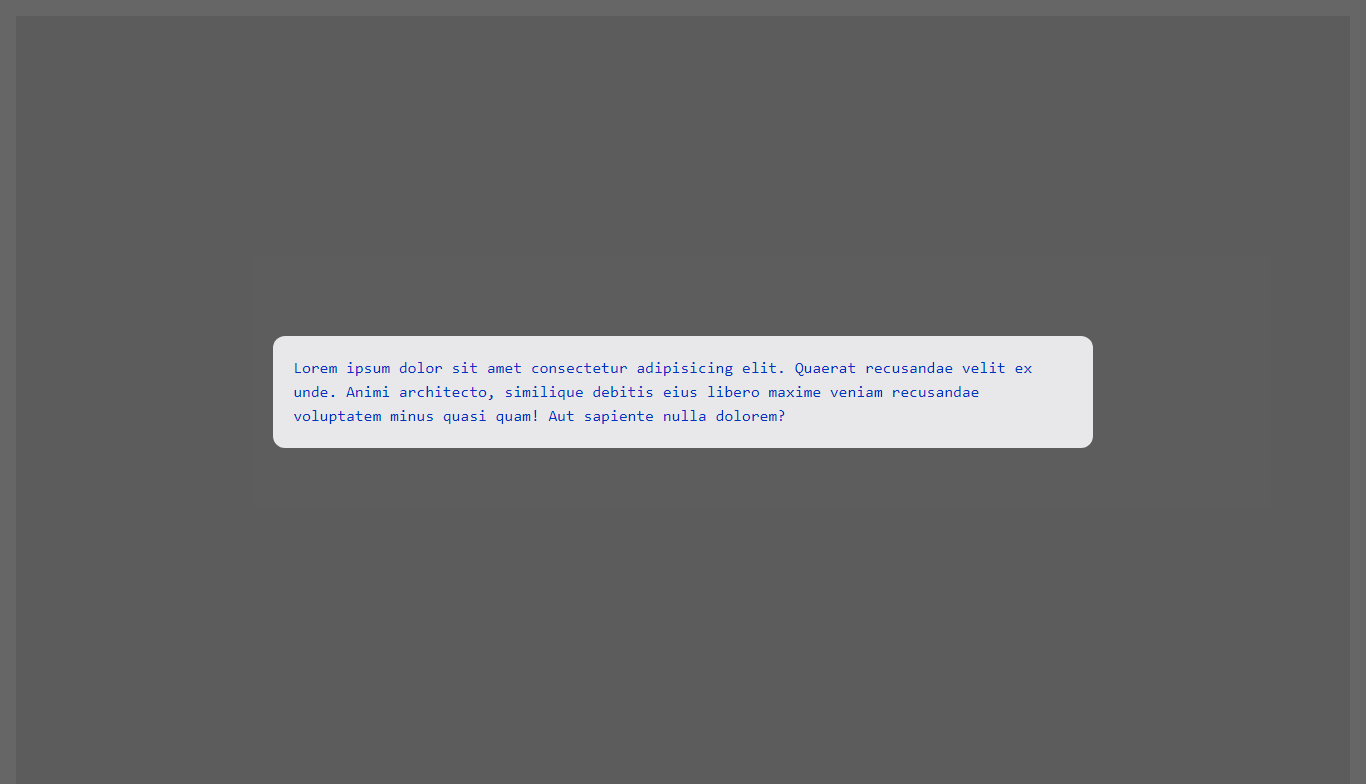 Lorem ipsum dolor sit amet consectetur adipisicing elit. Quaerat recusandae velit ex
unde. Animi architecto, similique debitis eius libero maxime veniam recusandae
voluptatem minus quasi quam! Aut sapiente nulla dolorem?